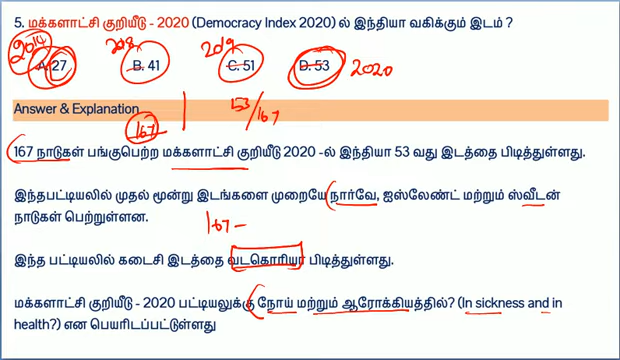 5. மக்களாட்சி குறியீடு - 2020 (Democracy Index 2020) ல் இந்தியா வகிக்கும் இடம் ?
2014 2018 2019
A. 27 B. 41 C. 51 D. 53 2020
Answer & Explanation
167 53/167
167 நாடுகள் பங்குபெற்ற மக்களாட்சி குறியீடு 2020 -ல் இந்தியா 53 வது இடத்தை பிடித்துள்ளது.
இந்தபட்டியலில் முதல் மூன்று இடங்களை முறையே நார்வே, ஐஸ்லேண்ட் மற்றும் ஸ்வீடன்
நாடுகள் பெற்றுள்ளன.
167 -
இந்த பட்டியலில் கடைசி இடத்தை வடகொரியா பிடித்துள்ளது.
மக்களாட்சி குறியீடு - 2020 பட்டியலுக்கு நோய் மற்றும் ஆரோக்கியத்தில்? (In sickness and in
health?) என பெயரிடப்பட்டுள்ளது